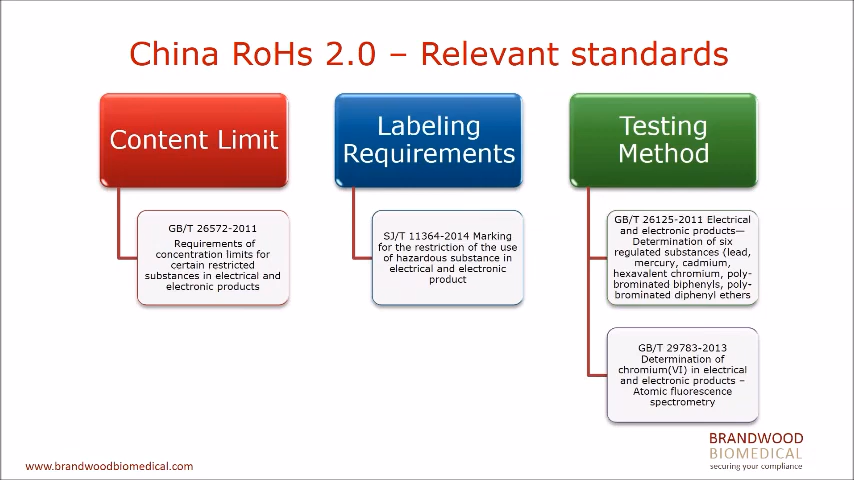 China RoHs 2.0 – Relevant standards
Content Limit
GB/T 26572-2011
Requirements of
concentration limits for
certain restricted
substances in electrical and
electronic products
Labeling
Requirements
SJ/T 11364-2014 Marking
for the restriction of the use
of hazardous substance in
electrical and electronic
product
Testing
Method
GB/T 26125-2011 Electrical
and electronic products—
Determination of six
regulated substances (lead,
mercury, cadmium,
hexavalent chromium, poly-
brominated biphenyls, poly-
brominated diphenyl ethers
GB/T 29783-2013
Determination of
chromium(VI) in electrical
and electronic products –
Atomic fluorescence
spectrometry
www.brandwoodbiomedical.com
BRANDWOOD
BIOMEDICAL
securing your compliance